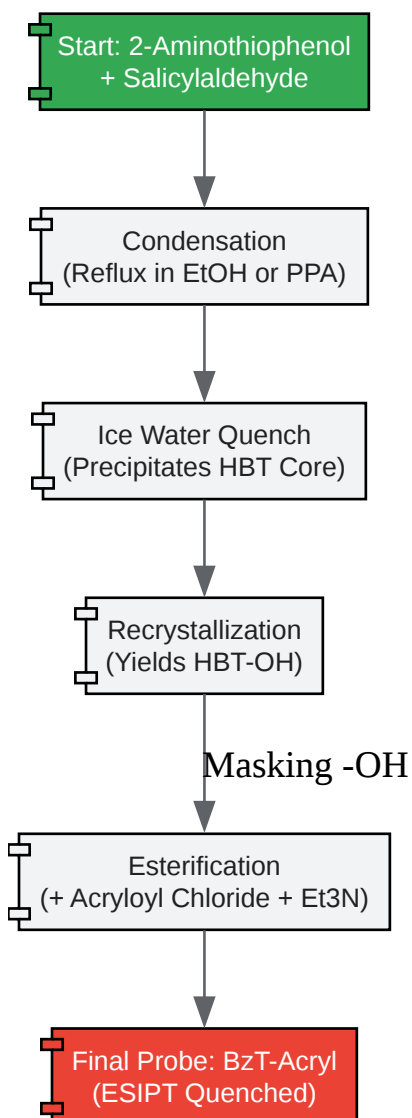 Start: 2-Aminothiophenol
+ Salicylaldehyde
Condensation
(Reflux in EtOH or PPA)
Ice Water Quench
(Precipitates HBT Core)
Recrystallization
(Yields HBT-OH)
Masking -OH
Esterification
(+ Acryloyl Chloride + Et3N)
Final Probe: BzT-Acryl
(ESIPT Quenched)